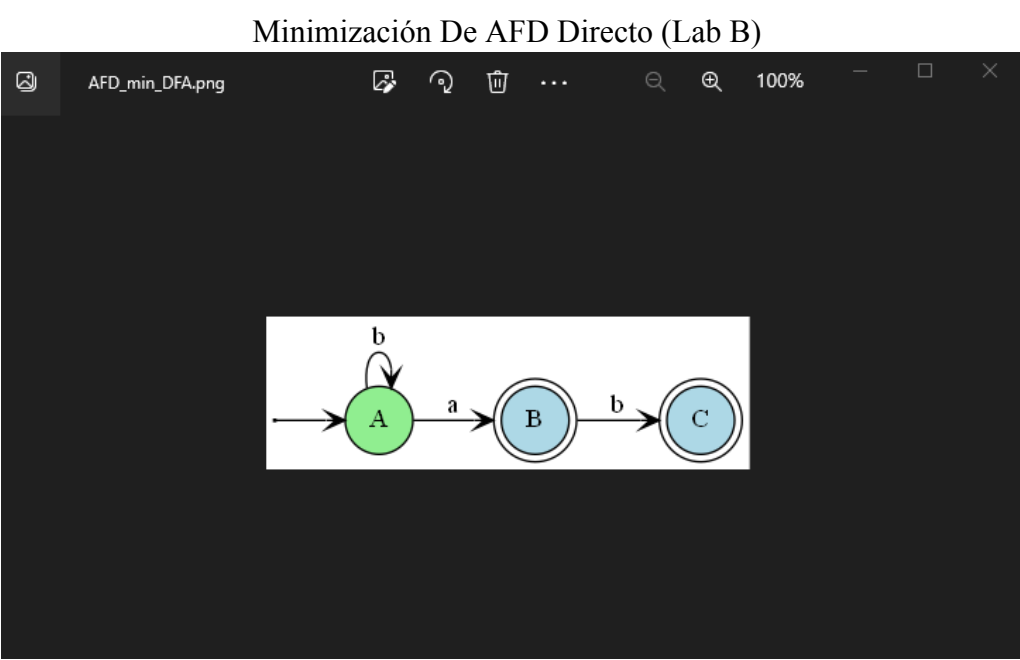 Minimización De AFD Directo (Lab B)
AFD_min_DFA.png 100%
b
A a B b C